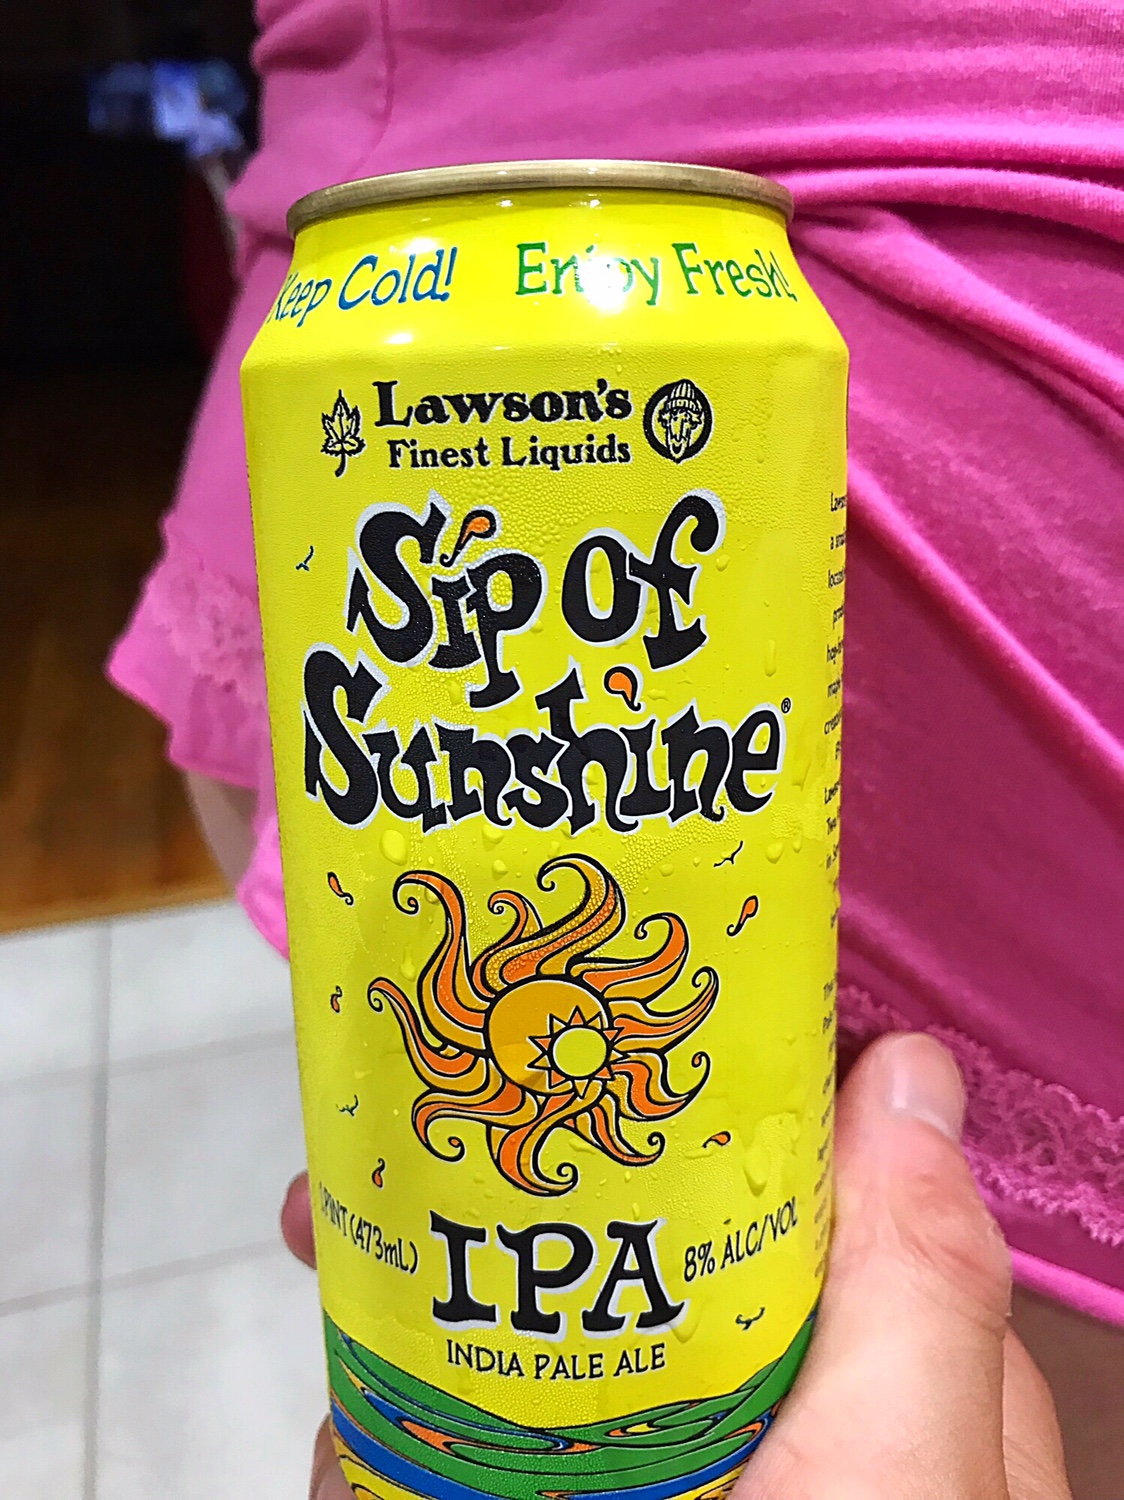 Keep Cold! Enjoy Fresh!
Lawson's
Finest Liquids
Sip of
Sunshine®
1 PINT (473mL)
IPA
8% ALC/VOL
INDIA PALE ALE